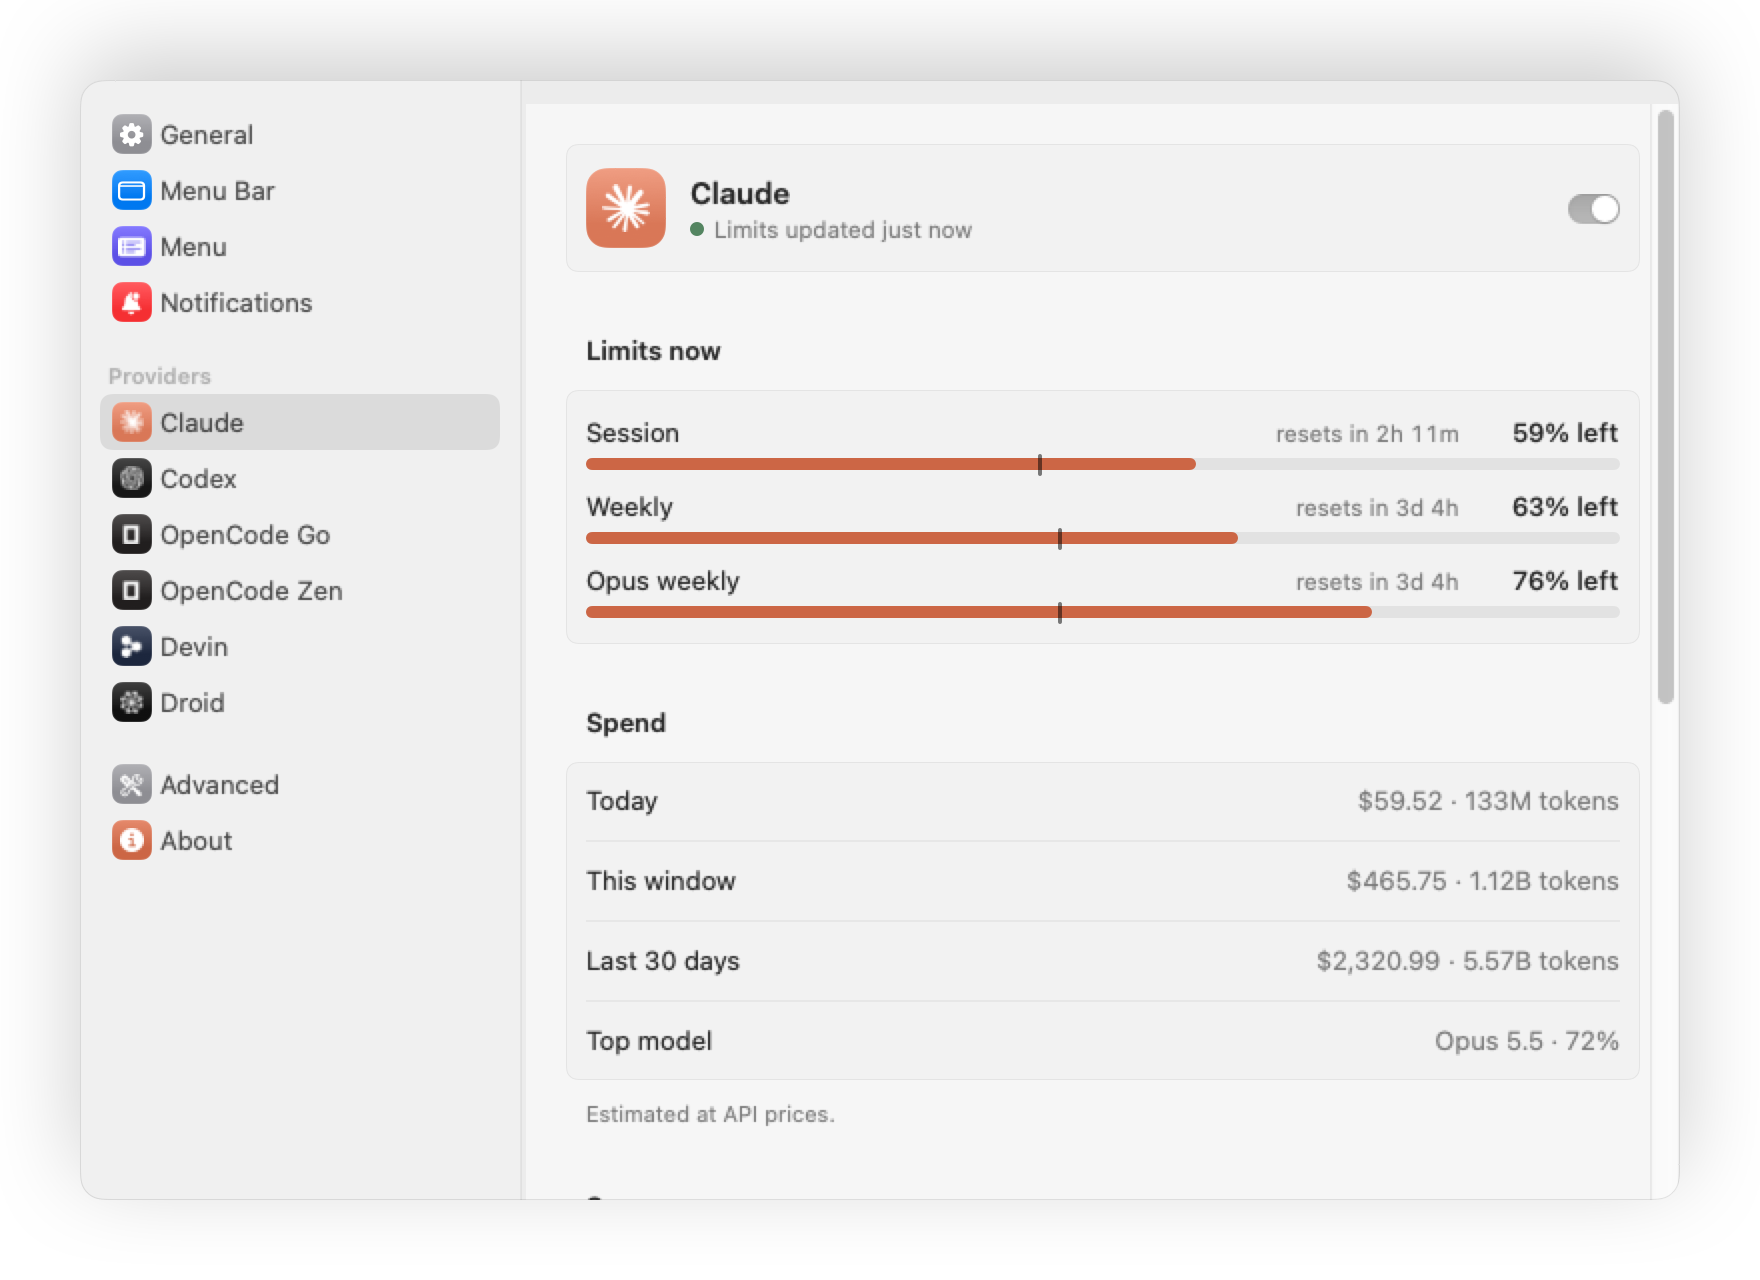 General
Menu Bar
Menu
Notifications
Providers
Claude
Codex
OpenCode Go
OpenCode Zen
Devin
Droid
Advanced
About
Claude
Limits updated just now
Limits now
Session resets in 2h 11m 59% left
Weekly resets in 3d 4h 63% left
Opus weekly resets in 3d 4h 76% left
Spend
Today $59.52 · 133M tokens
This window $465.75 · 1.12B tokens
Last 30 days $2,320.99 · 5.57B tokens
Top model Opus 5.5 · 72%
Estimated at API prices.